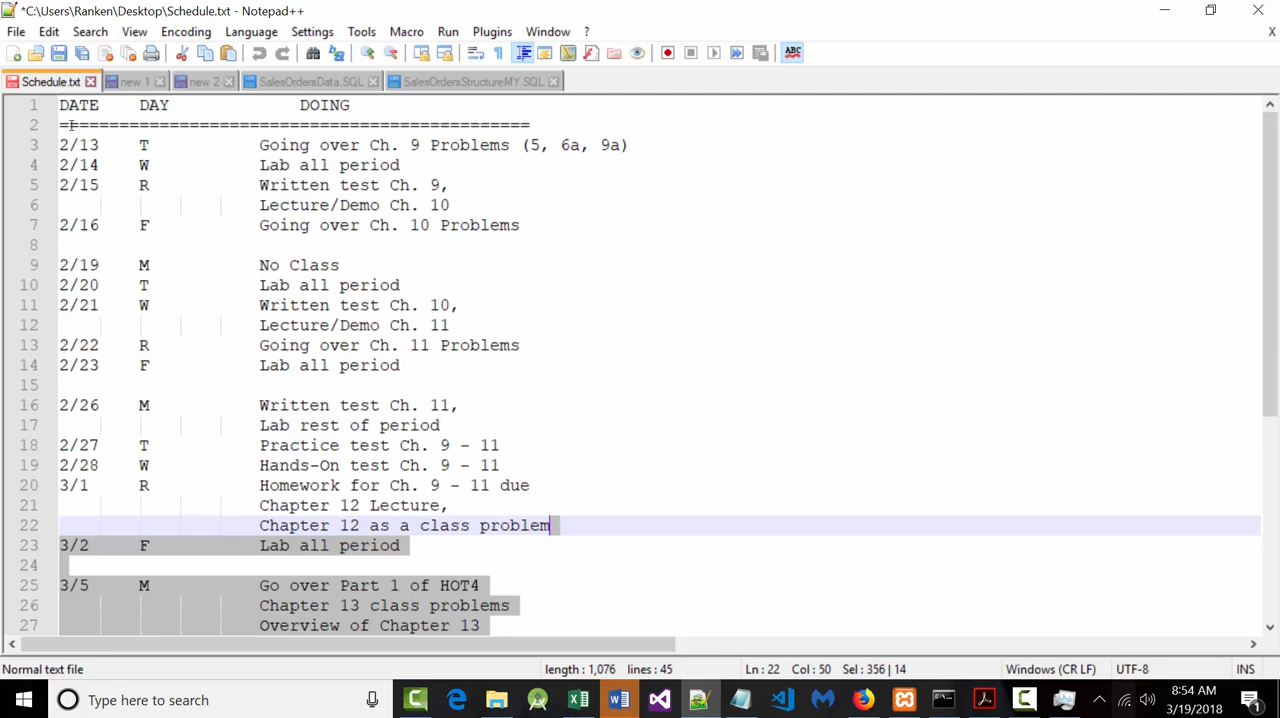 *C:\Users\Ranken\Desktop\Schedule.txt - Notepad++
File Edit Search View Encoding Language Settings Tools Macro Run Plugins Window ? X
ABC
Schedule.txt new 1 new 2 SalesOrdersData.SQL SalesOrdersStructureMY.SQL
1 DATE DAY DOING
2 ===============================================
3 2/13 T Going over Ch. 9 Problems (5, 6a, 9a)
4 2/14 W Lab all period
5 2/15 R Written test Ch. 9,
6 Lecture/Demo Ch. 10
7 2/16 F Going over Ch. 10 Problems
8
9 2/19 M No Class
10 2/20 T Lab all period
11 2/21 W Written test Ch. 10,
12 Lecture/Demo Ch. 11
13 2/22 R Going over Ch. 11 Problems
14 2/23 F Lab all period
15
16 2/26 M Written test Ch. 11,
17 Lab rest of period
18 2/27 T Practice test Ch. 9 - 11
19 2/28 W Hands-On test Ch. 9 - 11
20 3/1 R Homework for Ch. 9 - 11 due
21 Chapter 12 Lecture,
22 Chapter 12 as a class problem
23 3/2 F Lab all period
24
25 3/5 M Go over Part 1 of HOT4
26 Chapter 13 class problems
27 Overview of Chapter 13
Normal text file length : 1,076 lines : 45 Ln : 22 Col : 50 Sel : 356 | 14 Windows (CR LF) UTF-8 INS
Type here to search
8:54 AM
3/19/2018